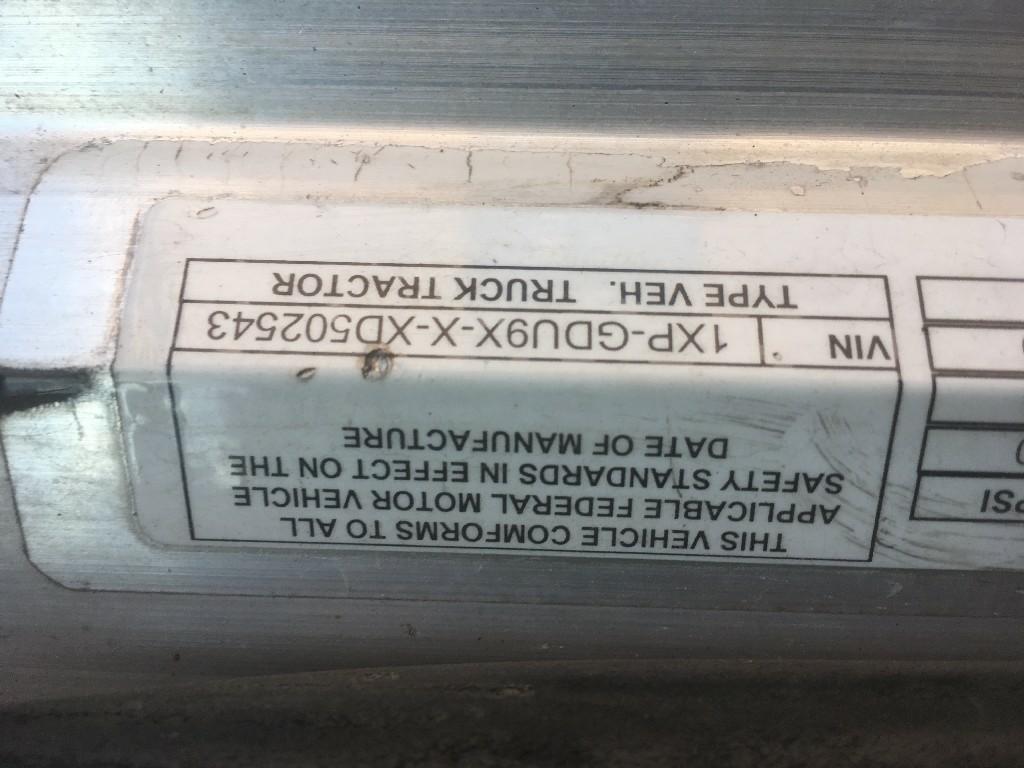 THIS VEHICLE COMFORMS TO ALL
APPLICABLE FEDERAL MOTOR VEHICLE
SAFETY STANDARDS IN EFFECT ON THE
DATE OF MANUFACTURE
VIN 1XP-GDU9X-X-XD502543
TYPE VEH. TRUCK TRACTOR
PSI